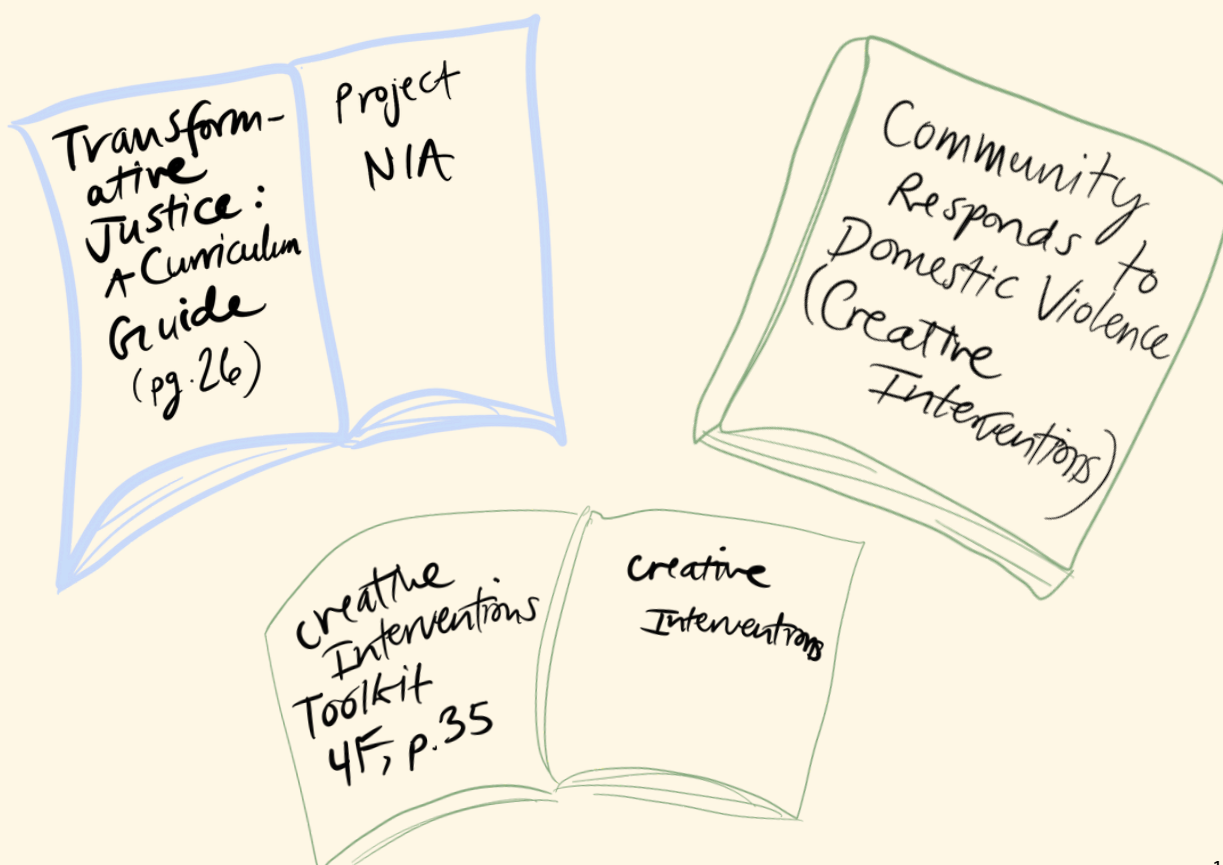 Transform-
ative
Justice:
A Curriculum
Guide
(pg.26)
Project
NIA
Community
Responds to
Domestic Violence
(Creative
Interventions)
Creative
Interventions
Toolkit
4F, p.35
Creative
Interventions
1